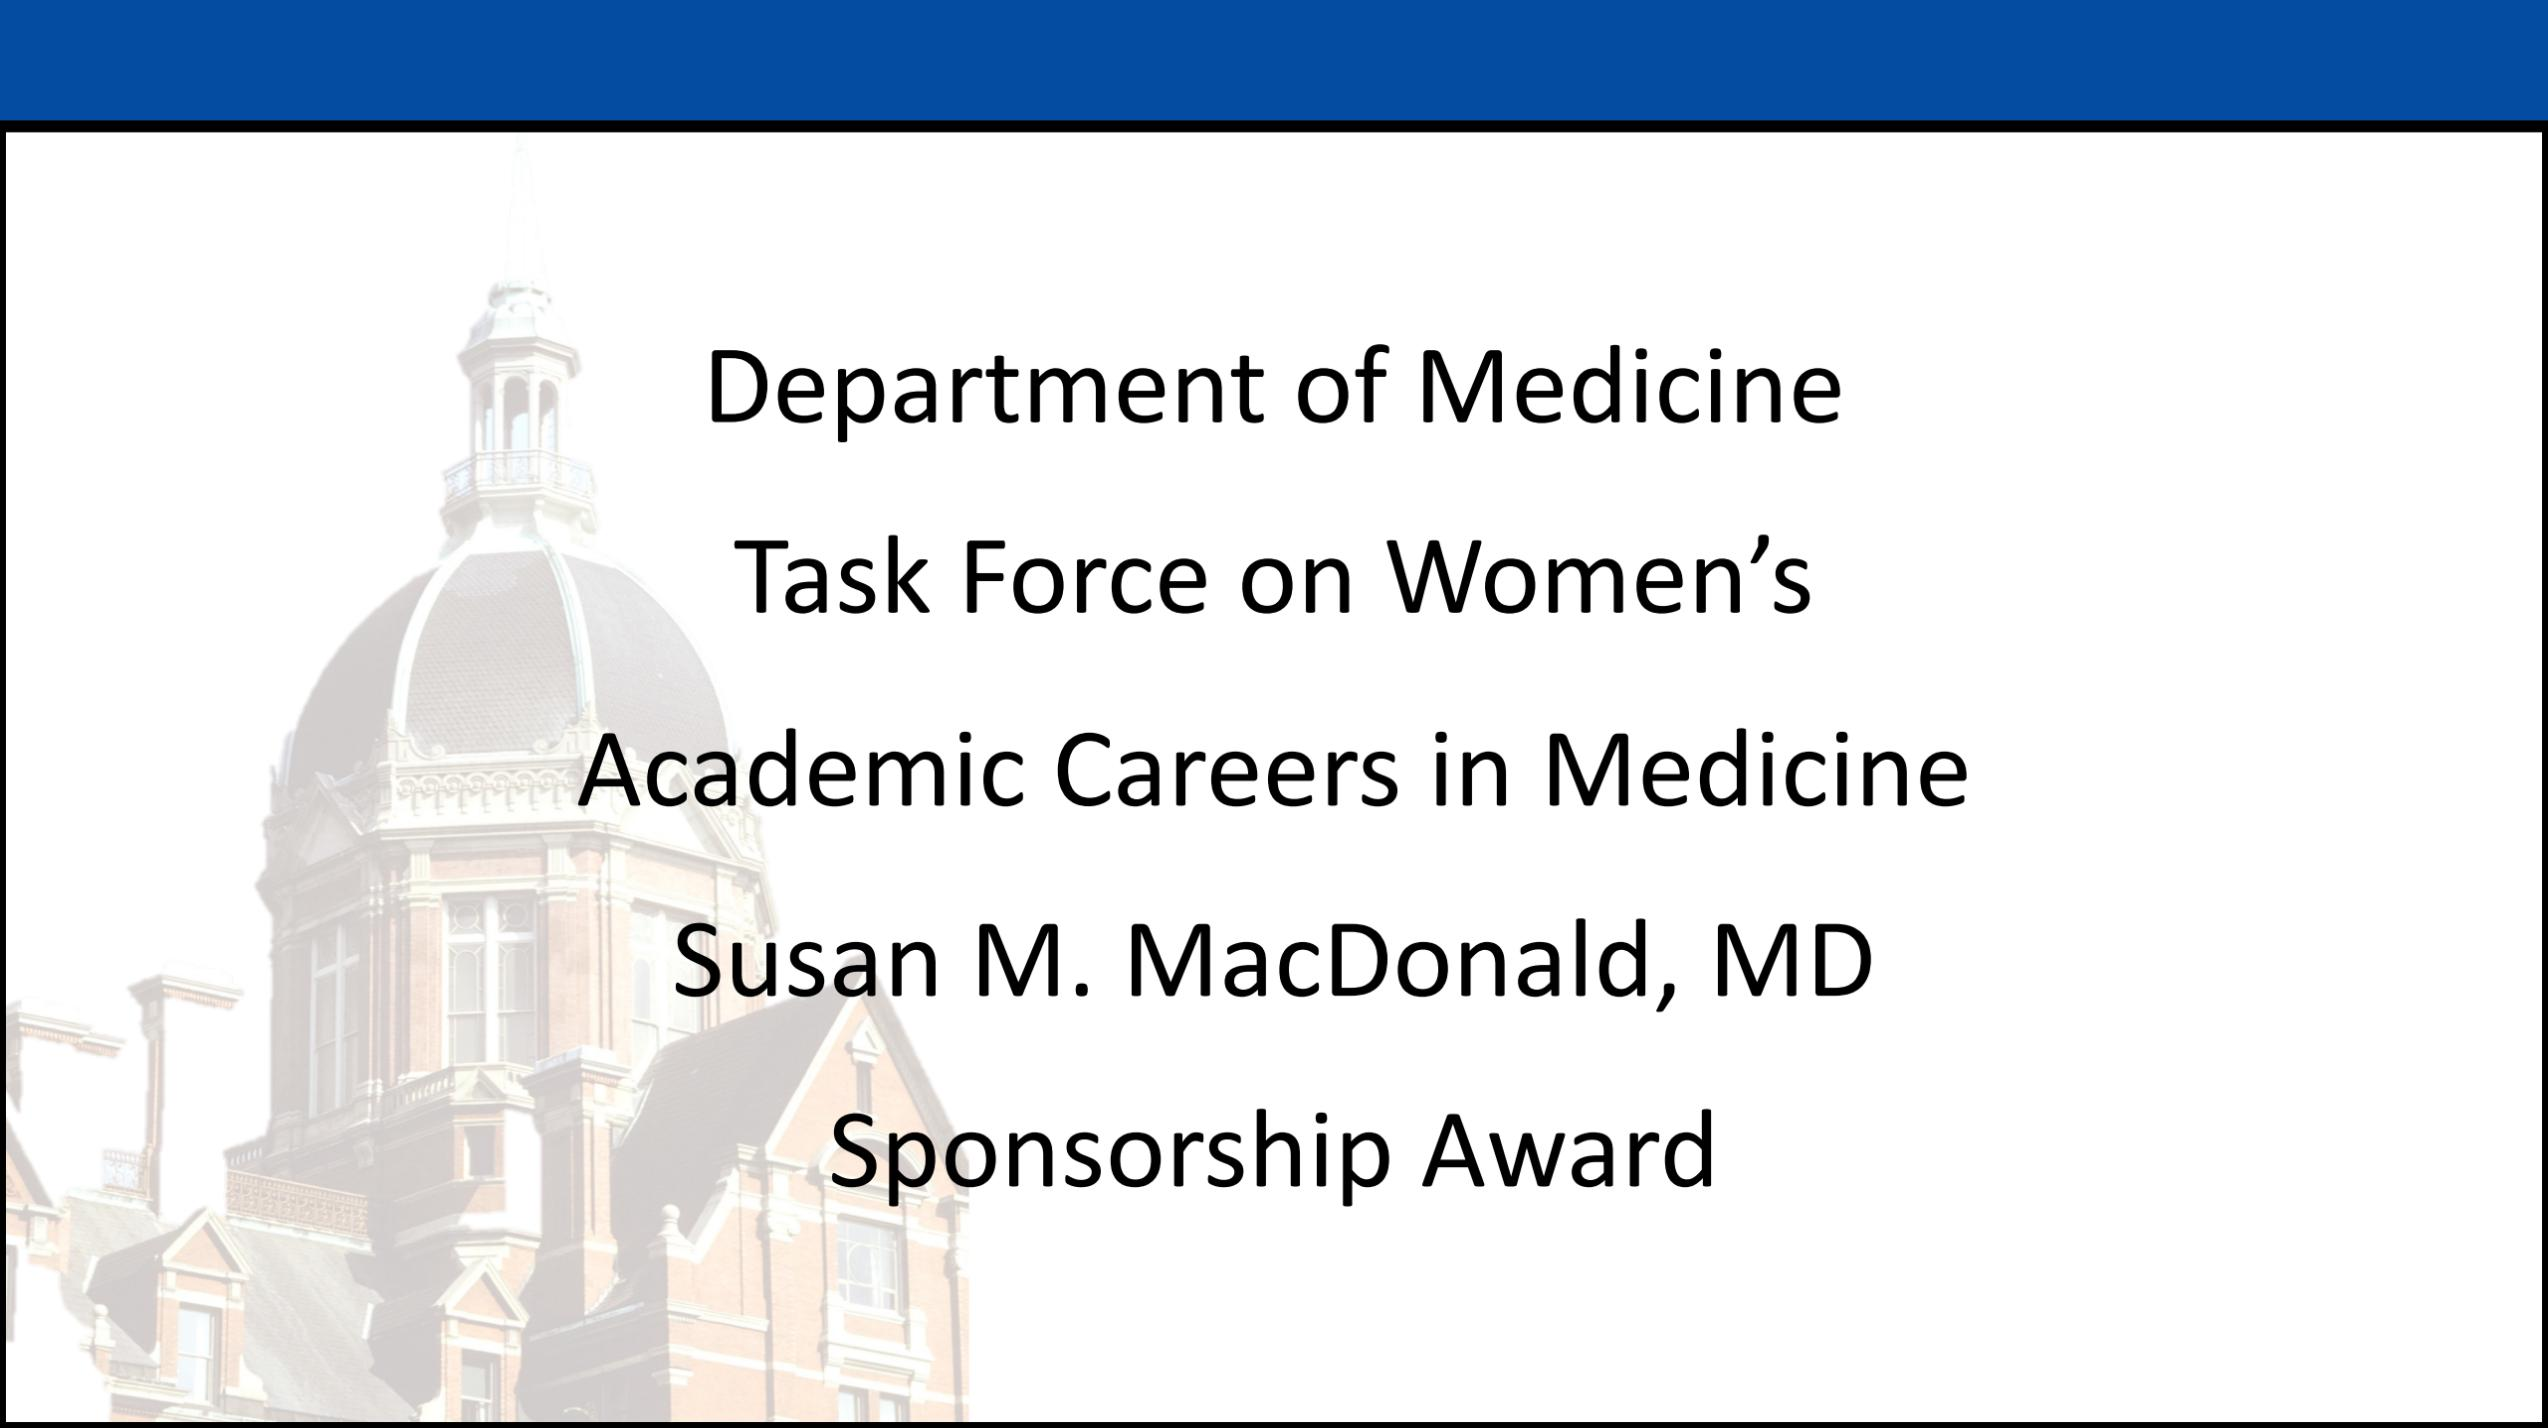 Department of Medicine
Task Force on Women’s
Academic Careers in Medicine
Susan M. MacDonald, MD
Sponsorship Award